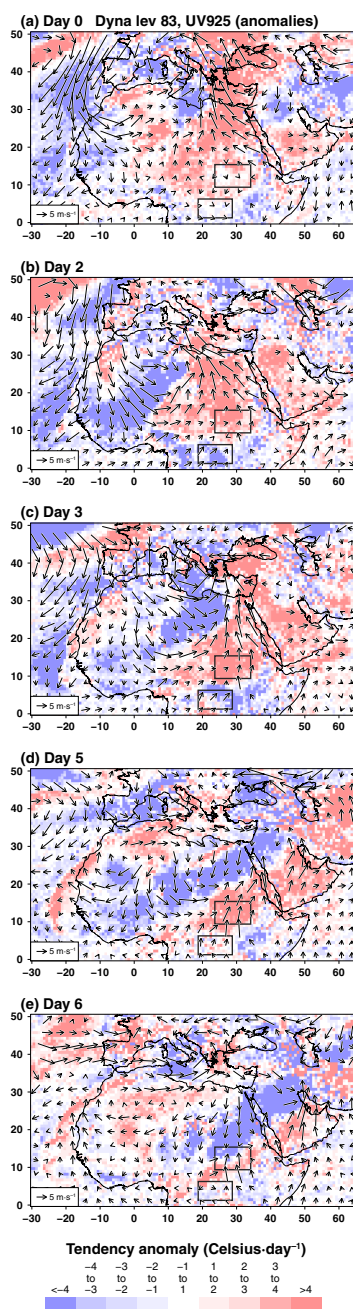 (a) Day 0 Dyna lev 83, UV925 (anomalies)
50
40
30
20
10
0
5 m·s⁻¹
−30 −20 −10 0 10 20 30 40 50 60
(b) Day 2
50
40
30
20
10
0
5 m·s⁻¹
−30 −20 −10 0 10 20 30 40 50 60
(c) Day 3
50
40
30
20
10
0
5 m·s⁻¹
−30 −20 −10 0 10 20 30 40 50 60
(d) Day 5
50
40
30
20
10
0
5 m·s⁻¹
−30 −20 −10 0 10 20 30 40 50 60
(e) Day 6
50
40
30
20
10
0
5 m·s⁻¹
−30 −20 −10 0 10 20 30 40 50 60
Tendency anomaly (Celsius·day⁻¹)
−4 −3 −2 −1 1 2 3
to to to to to to to
<−4 −3 −2 −1 1 2 3 4 >4